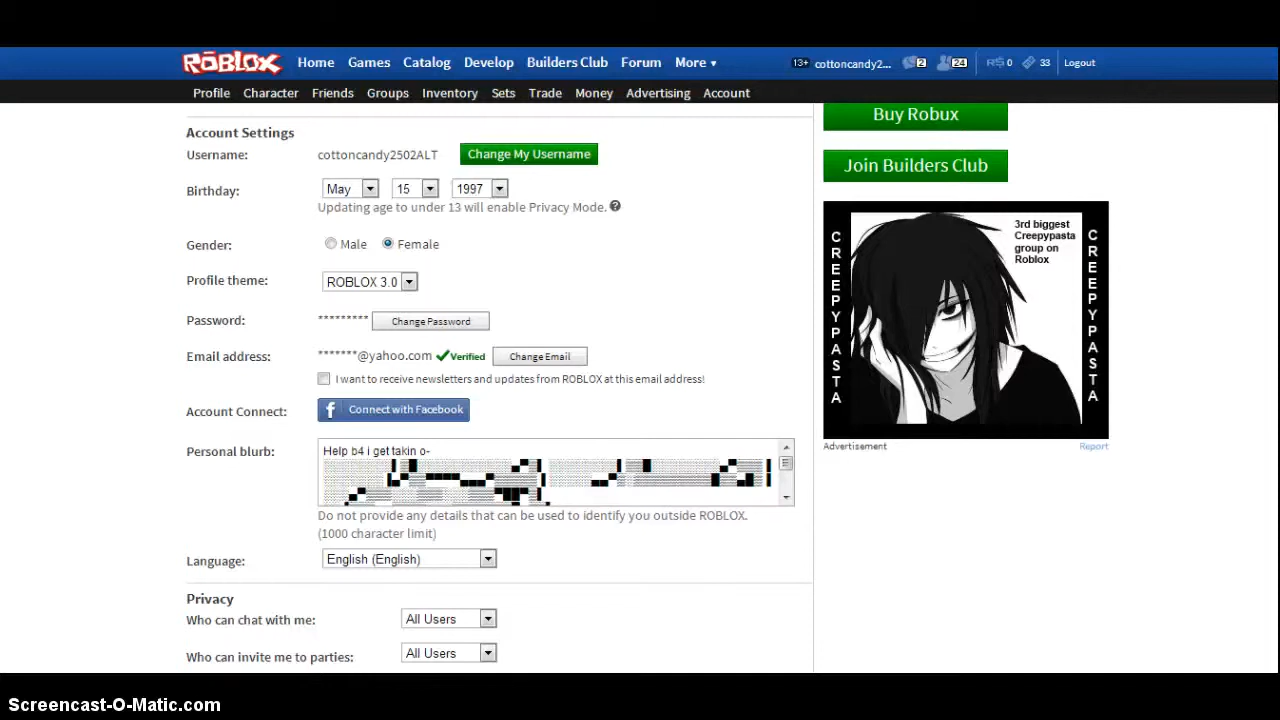 ROBLOX Home Games Catalog Develop Builders Club Forum More 13+ cottoncandy2... 2 24 R$ 0 33 Logout
Profile Character Friends Groups Inventory Sets Trade Money Advertising Account
Account Settings
Username: cottoncandy2502ALT Change My Username
Birthday: May 15 1997
Updating age to under 13 will enable Privacy Mode. ?
Gender: Male Female
Profile theme: ROBLOX 3.0
Password: ********* Change Password
Email address: *******@yahoo.com Verified Change Email
I want to receive newsletters and updates from ROBLOX at this email address!
Account Connect: f Connect with Facebook
Personal blurb: Help b4 i get takin o-
Do not provide any details that can be used to identify you outside ROBLOX.
(1000 character limit)
Language: English (English)
Privacy
Who can chat with me: All Users
Who can invite me to parties: All Users
Buy Robux
Join Builders Club
CREEPYPASTA
3rd biggest
Creepypasta
group on
Roblox
CREEPYPASTA
Advertisement Report
Screencast-O-Matic.com